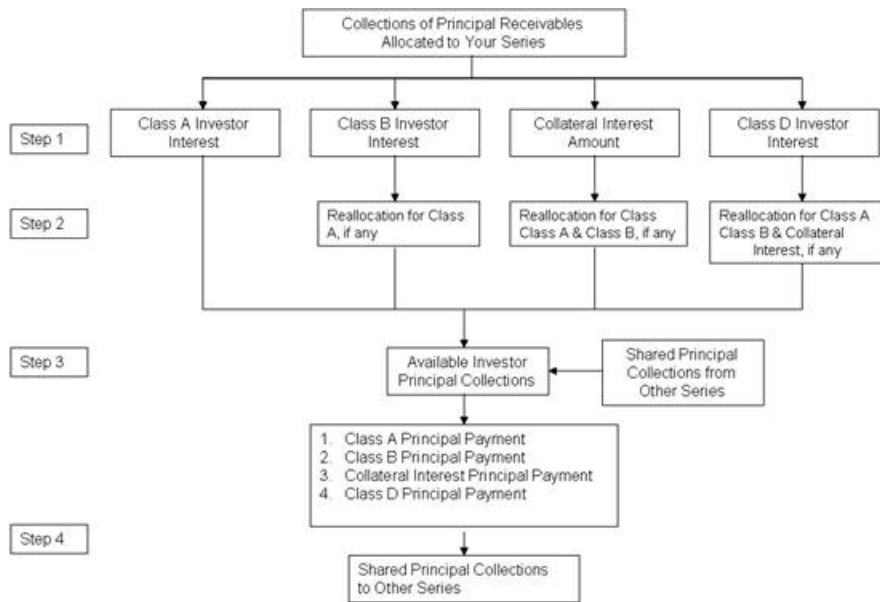 Collections of Principal Receivables
Allocated to Your Series
Step 1
Class A Investor
Interest
Class B Investor
Interest
Collateral Interest
Amount
Class D Investor
Interest
Step 2
Reallocation for Class
A, if any
Reallocation for Class
Class A & Class B, if any
Reallocation for Class A
Class B & Collateral
Interest, if any
Step 3
Available Investor
Principal Collections
Shared Principal
Collections from
Other Series
1. Class A Principal Payment
2. Class B Principal Payment
3. Collateral Interest Principal Payment
4. Class D Principal Payment
Step 4
Shared Principal Collections
to Other Series